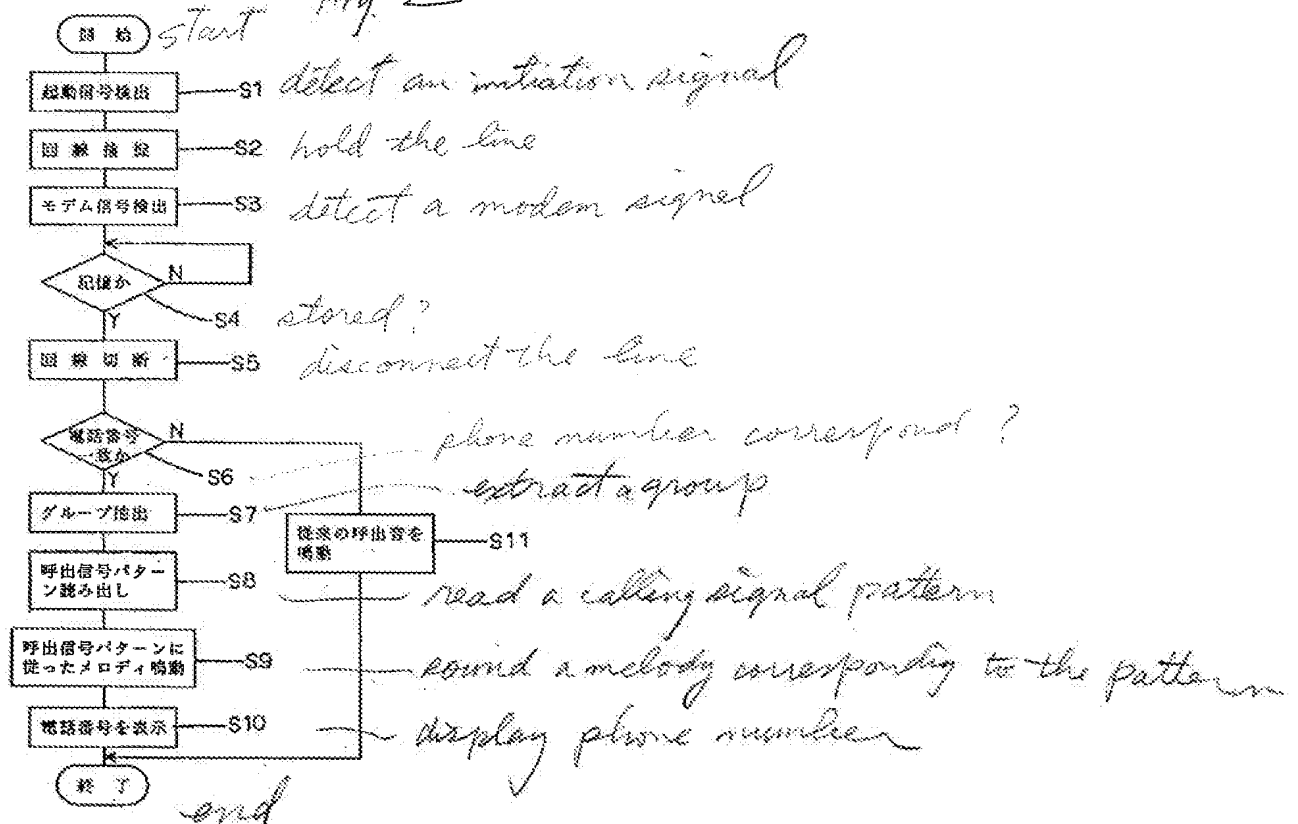 Fig. 2
開始 start
起動信号検出 S1 detect an initiation signal
回線接続 S2 hold the line
モデム信号検出 S3 detect a modem signal
記憶か N
Y S4 stored?
回線切断 S5 disconnect the line
電話番号 N phone number correspond?
一致か
Y S6
グループ抽出 S7 extract a group
従来の呼出音を S11
鳴動
呼出信号パター S8 read a calling signal pattern
ン読み出し
呼出信号パターンに S9 sound a melody correspondig to the pattern
従ったメロディ鳴動
電話番号を表示 S10 display phone number
終了 end